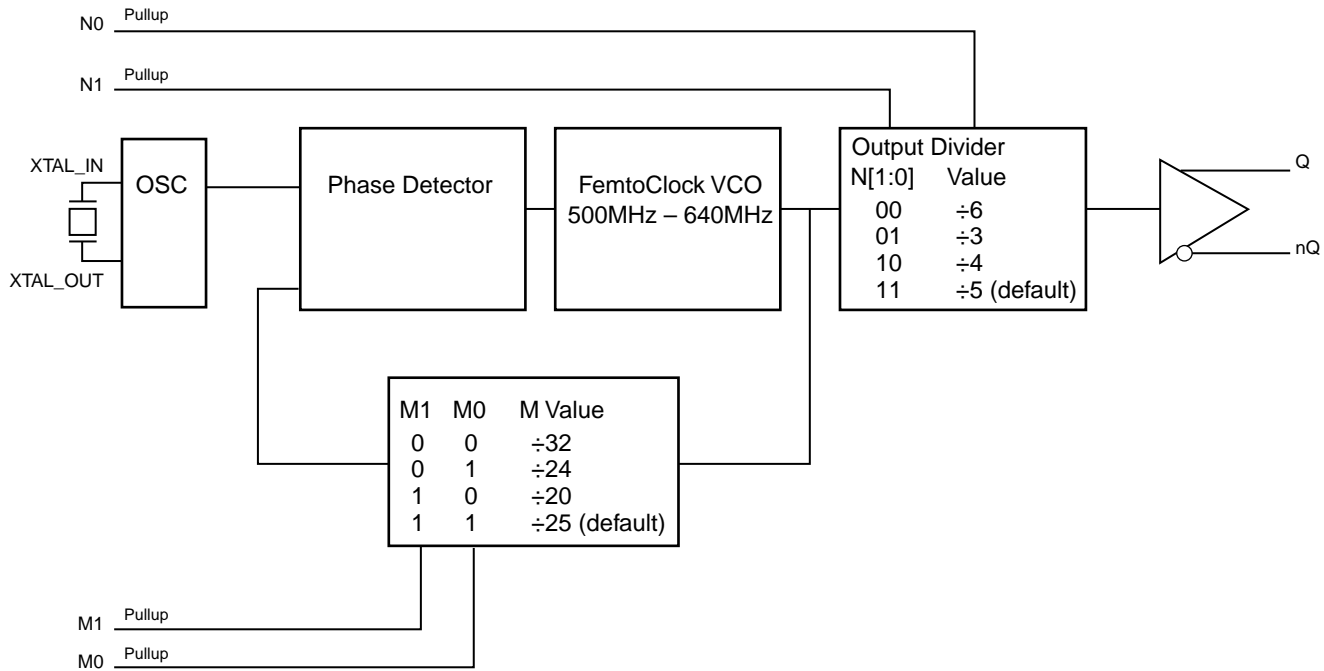 N0 Pullup
N1 Pullup
XTAL_IN
XTAL_OUT
OSC
Phase Detector
FemtoClock VCO
500MHz – 640MHz
Output Divider
N[1:0] Value
00 ÷6
01 ÷3
10 ÷4
11 ÷5 (default)
Q
nQ
M1 M0 M Value
0 0 ÷32
0 1 ÷24
1 0 ÷20
1 1 ÷25 (default)
M1 Pullup
M0 Pullup